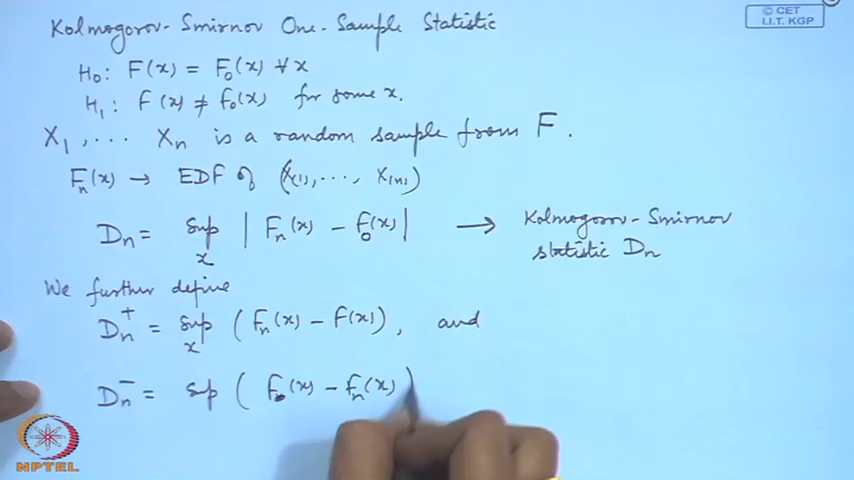 Kolmogorov-Smirnov One-Sample Statistic
© CET
I.I.T. KGP
H₀: F(x) = F₀(x) ∀ x
H₁: F(x) ≠ F₀(x) for some x.
X₁, ... Xₙ is a random sample from F.
Fₙ(x) → EDF of (X₍₁₎, ..., X₍ₙ₎)
Dₙ = sup | Fₙ(x) - F₀(x) | → Kolmogorov-Smirnov
x statistic Dₙ
We further define
Dₙ⁺ = sup ( Fₙ(x) - F(x) ), and
x
Dₙ⁻ = sup ( F₀(x) - Fₙ(x) )
NPTEL